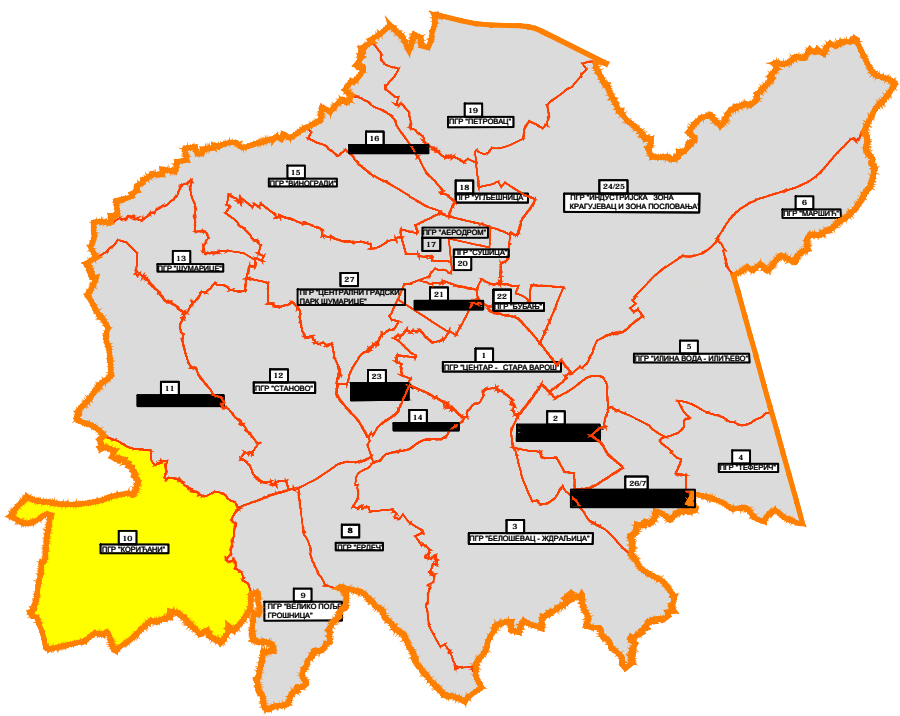 19
ПГР "ПЕТРОВАЦ"
16
15
ПГР "ВИНОГРАДИ"
18
ПГР "УГЉЕШНИЦА"
24/25
ПГР "ИНДУСТРИЈСКА ЗОНА
КРАГУЈЕВАЦ И ЗОНА ПОСЛОВАЊА"
6
ПГР "МАРШИЋ"
ПГР "АЕРОДРОМ"
17
ПГР "СУШИЦА"
20
13
ПГР "ШУМАРИЦЕ"
27
ПГР "ЦЕНТРАЛНИ ГРАДСКИ
ПАРК ШУМАРИЦЕ"
21
22
ПГР "БУБАЊ"
5
ПГР "ИЛИНА ВОДА - ИЛИЋЕВО"
1
ПГР "ЦЕНТАР - СТАРА ВАРОШ"
11
12
ПГР "СТАНОВО"
23
14
2
4
ПГР "ТЕФЕРИЧ"
26/7
10
ПГР "КОРИЋАНИ"
8
ПГР "ЕРДЕЧ"
3
ПГР "БЕЛОШЕВАЦ - ЖДРАЉИЦА"
9
ПГР "ВЕЛИКО ПОЉЕ
ГРОШНИЦА"